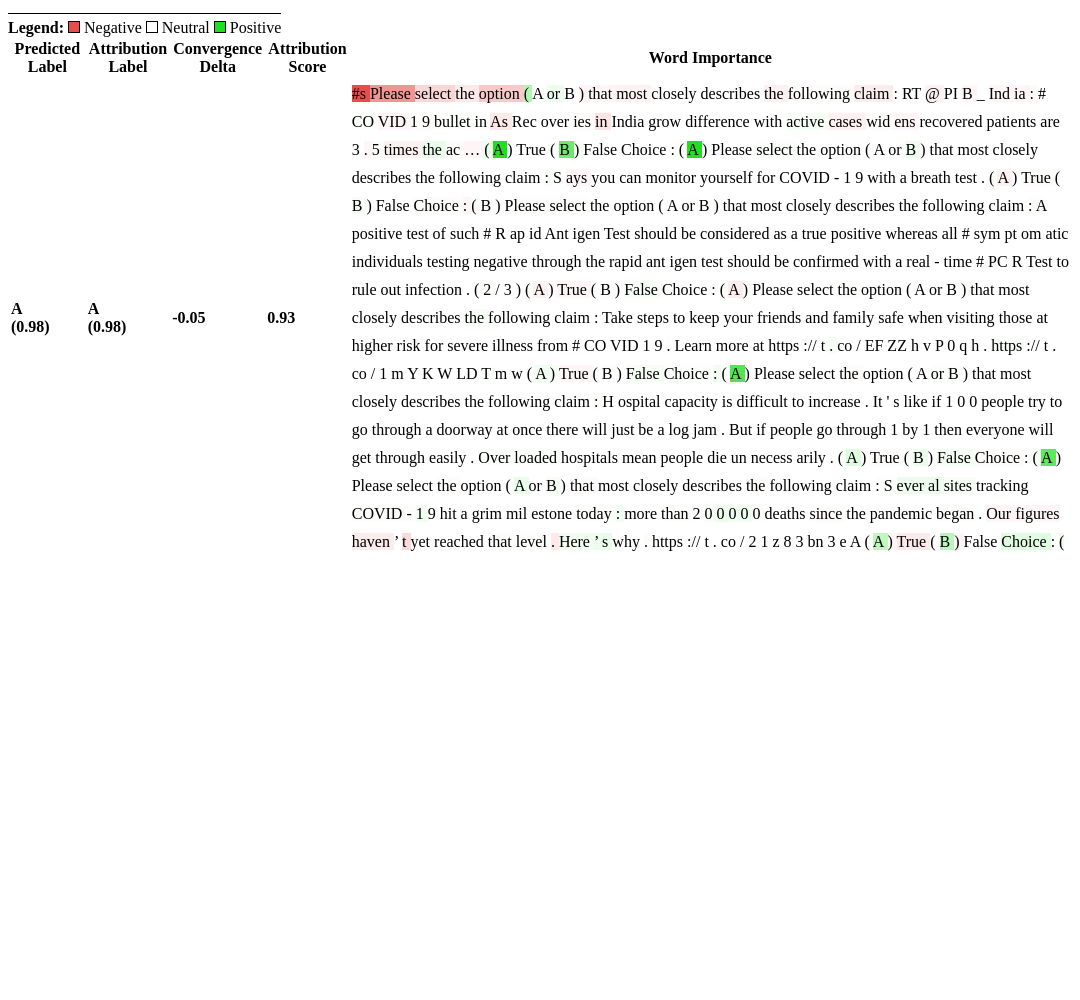 Legend: Negative Neutral Positive
Predicted Label Attribution Label Convergence Delta Attribution Score Word Importance
A (0.98) A (0.98) -0.05 0.93
#s Please select the option ( A or B ) that most closely describes the following claim : RT @ PI B _ Ind ia : #
CO VID 1 9 bullet in As Rec over ies in India grow difference with active cases wid ens recovered patients are
3 . 5 times the ac … ( A ) True ( B ) False Choice : ( A ) Please select the option ( A or B ) that most closely
describes the following claim : S ays you can monitor yourself for COVID - 1 9 with a breath test . ( A ) True (
B ) False Choice : ( B ) Please select the option ( A or B ) that most closely describes the following claim : A
positive test of such # R ap id Ant igen Test should be considered as a true positive whereas all # sym pt om atic
individuals testing negative through the rapid ant igen test should be confirmed with a real - time # PC R Test to
rule out infection . ( 2 / 3 ) ( A ) True ( B ) False Choice : ( A ) Please select the option ( A or B ) that most
closely describes the following claim : Take steps to keep your friends and family safe when visiting those at
higher risk for severe illness from # CO VID 1 9 . Learn more at https :// t . co / EF ZZ h v P 0 q h . https :// t .
co / 1 m Y K W LD T m w ( A ) True ( B ) False Choice : ( A ) Please select the option ( A or B ) that most
closely describes the following claim : H ospital capacity is difficult to increase . It ' s like if 1 0 0 people try to
go through a doorway at once there will just be a log jam . But if people go through 1 by 1 then everyone will
get through easily . Over loaded hospitals mean people die un necess arily . ( A ) True ( B ) False Choice : ( A )
Please select the option ( A or B ) that most closely describes the following claim : S ever al sites tracking
COVID - 1 9 hit a grim mil estone today : more than 2 0 0 0 0 0 deaths since the pandemic began . Our figures
haven ’ t yet reached that level . Here ’ s why . https :// t . co / 2 1 z 8 3 bn 3 e A ( A ) True ( B ) False Choice : (